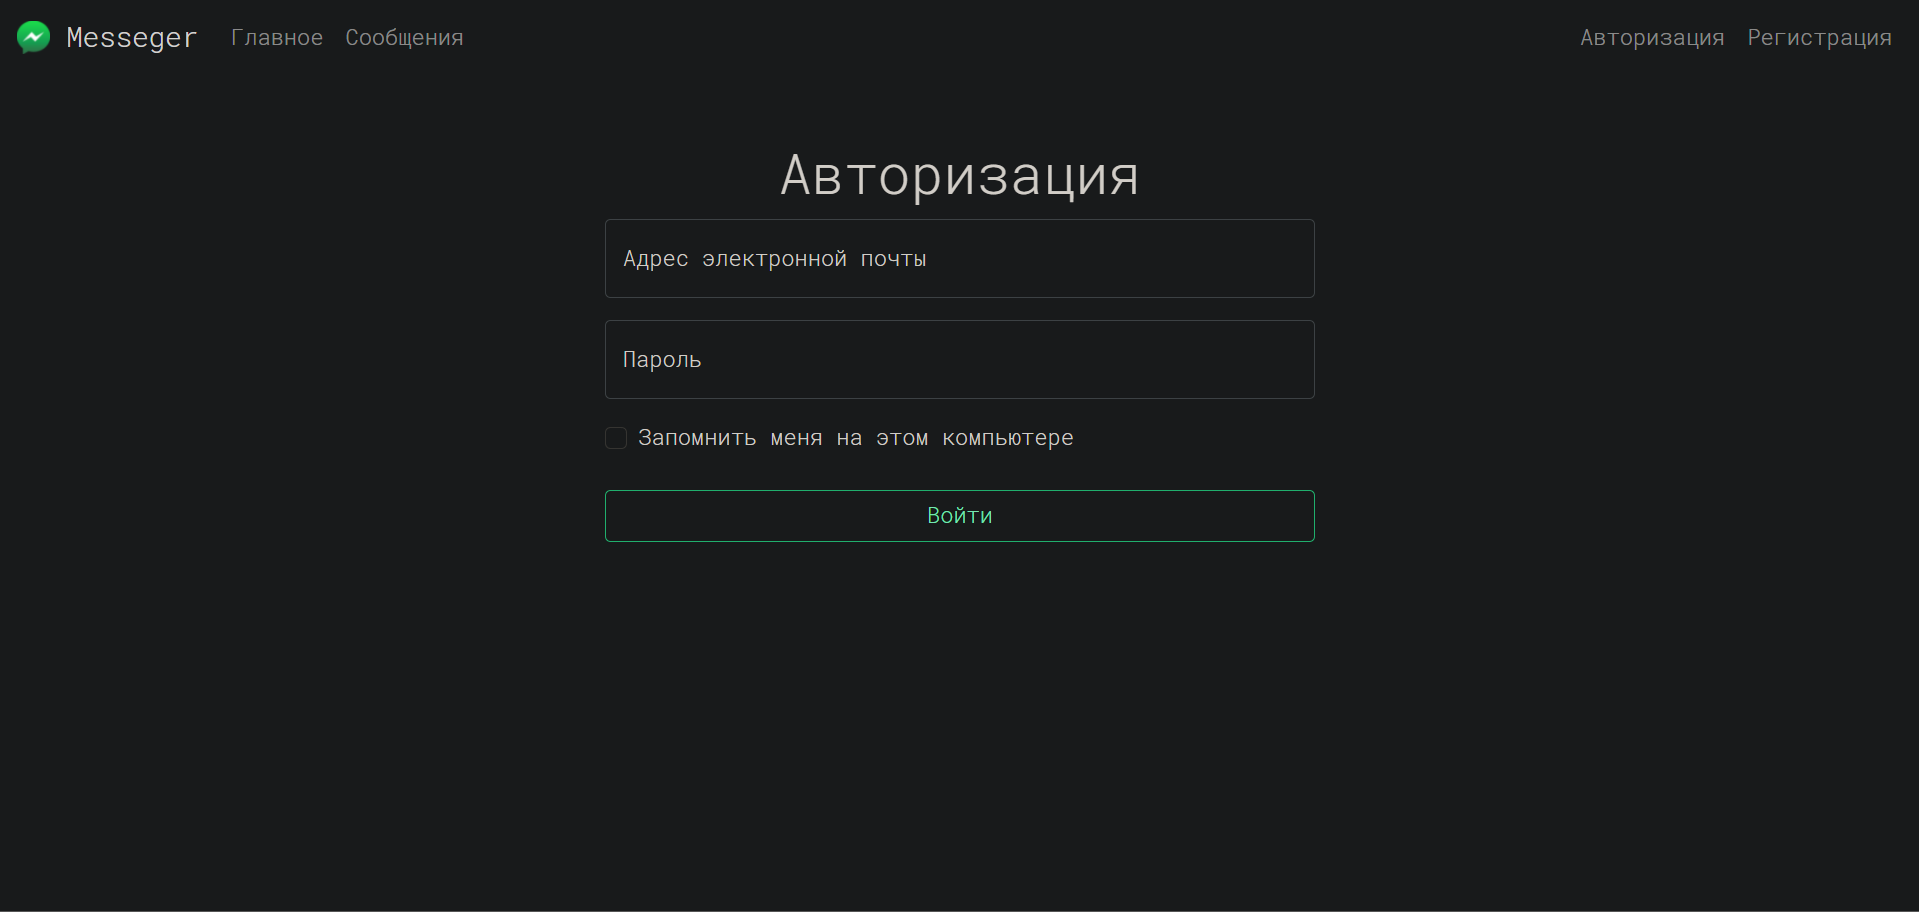 Messeger Главное Сообщения Авторизация Регистрация
Авторизация
Адрес электронной почты
Пароль
Запомнить меня на этом компьютере
Войти